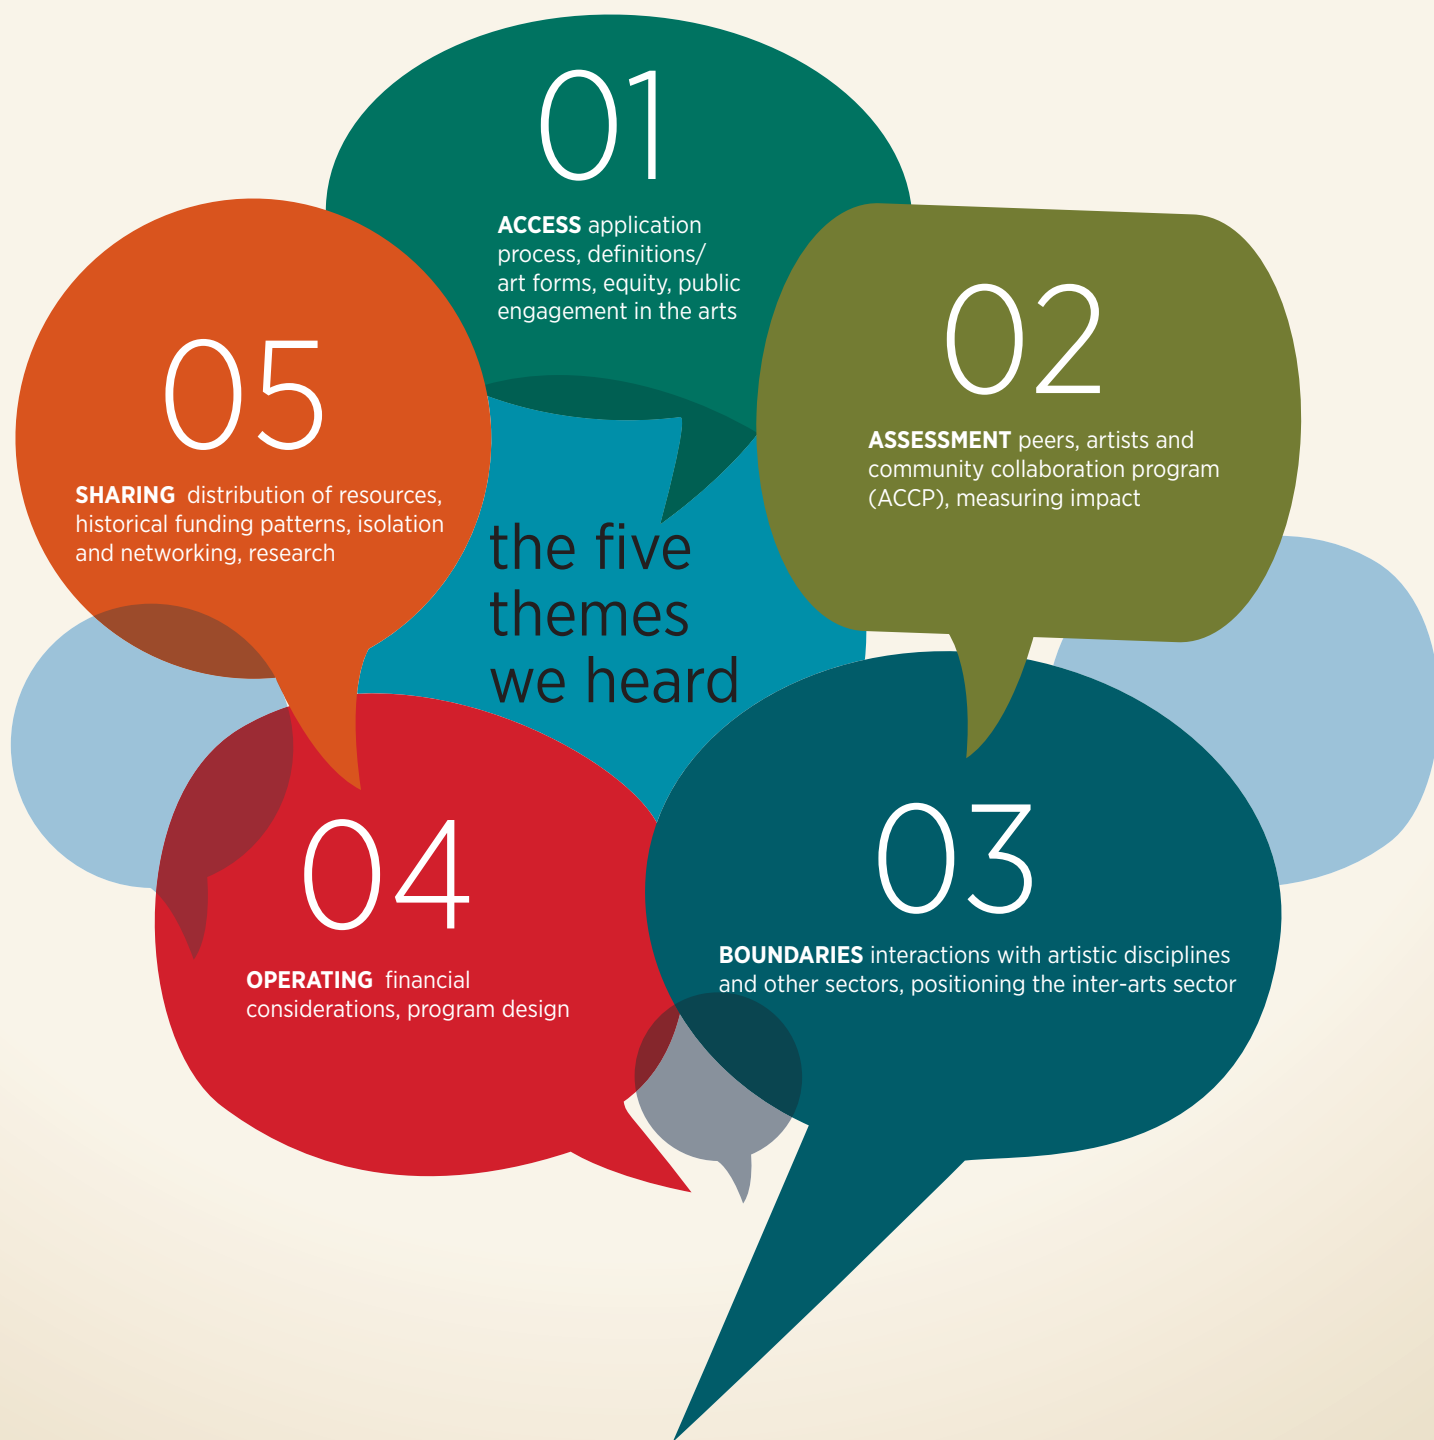 01
ACCESS application
process, definitions/
art forms, equity, public
engagement in the arts
02
ASSESSMENT peers, artists and
community collaboration program
(ACCP), measuring impact
03
BOUNDARIES interactions with artistic disciplines
and other sectors, positioning the inter-arts sector
04
OPERATING financial
considerations, program design
05
SHARING distribution of resources,
historical funding patterns, isolation
and networking, research
the five
themes
we heard